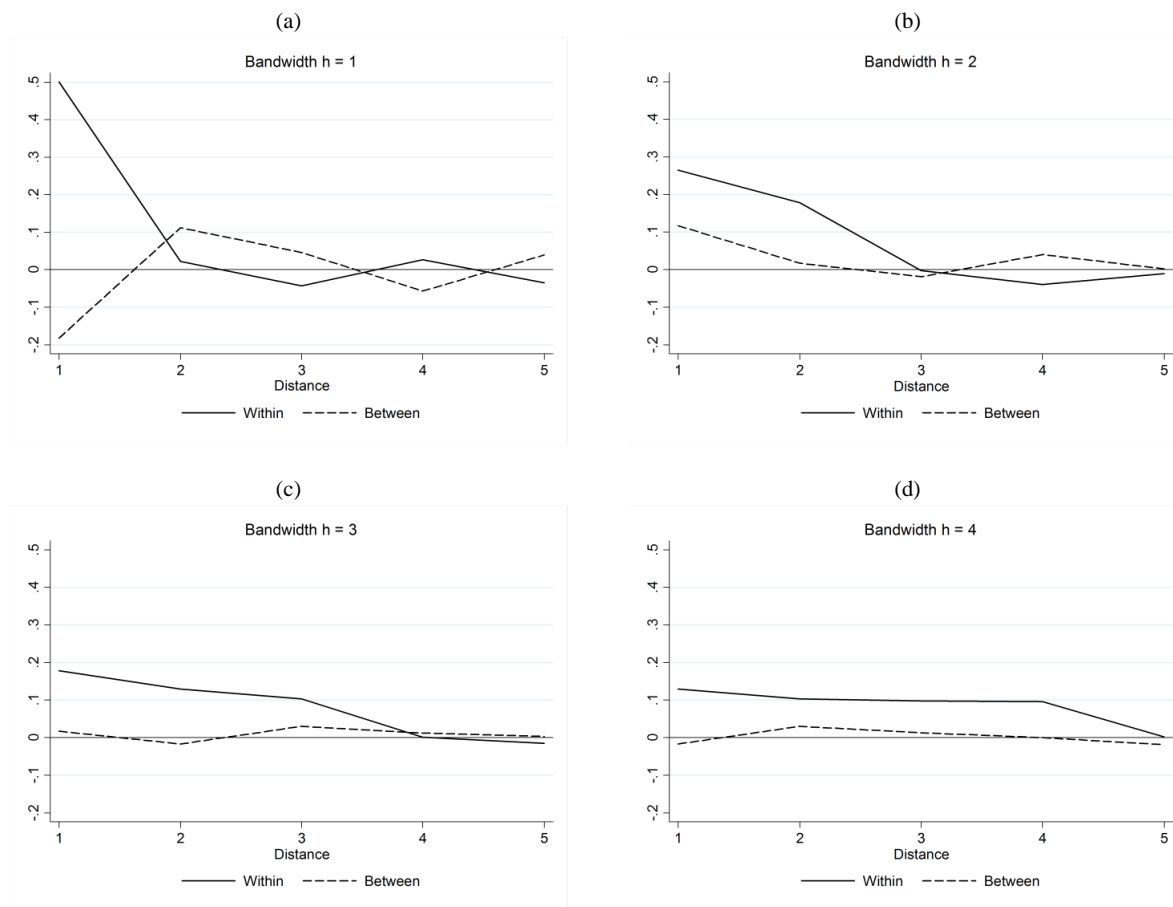 (a)
Bandwidth h = 1
.5
.4
.3
.2
.1
0
-.1
-.2
1 2 3 4 5
Distance
Within Between
(b)
Bandwidth h = 2
.5
.4
.3
.2
.1
0
-.1
-.2
1 2 3 4 5
Distance
Within Between
(c)
Bandwidth h = 3
.5
.4
.3
.2
.1
0
-.1
-.2
1 2 3 4 5
Distance
Within Between
(d)
Bandwidth h = 4
.5
.4
.3
.2
.1
0
-.1
-.2
1 2 3 4 5
Distance
Within Between